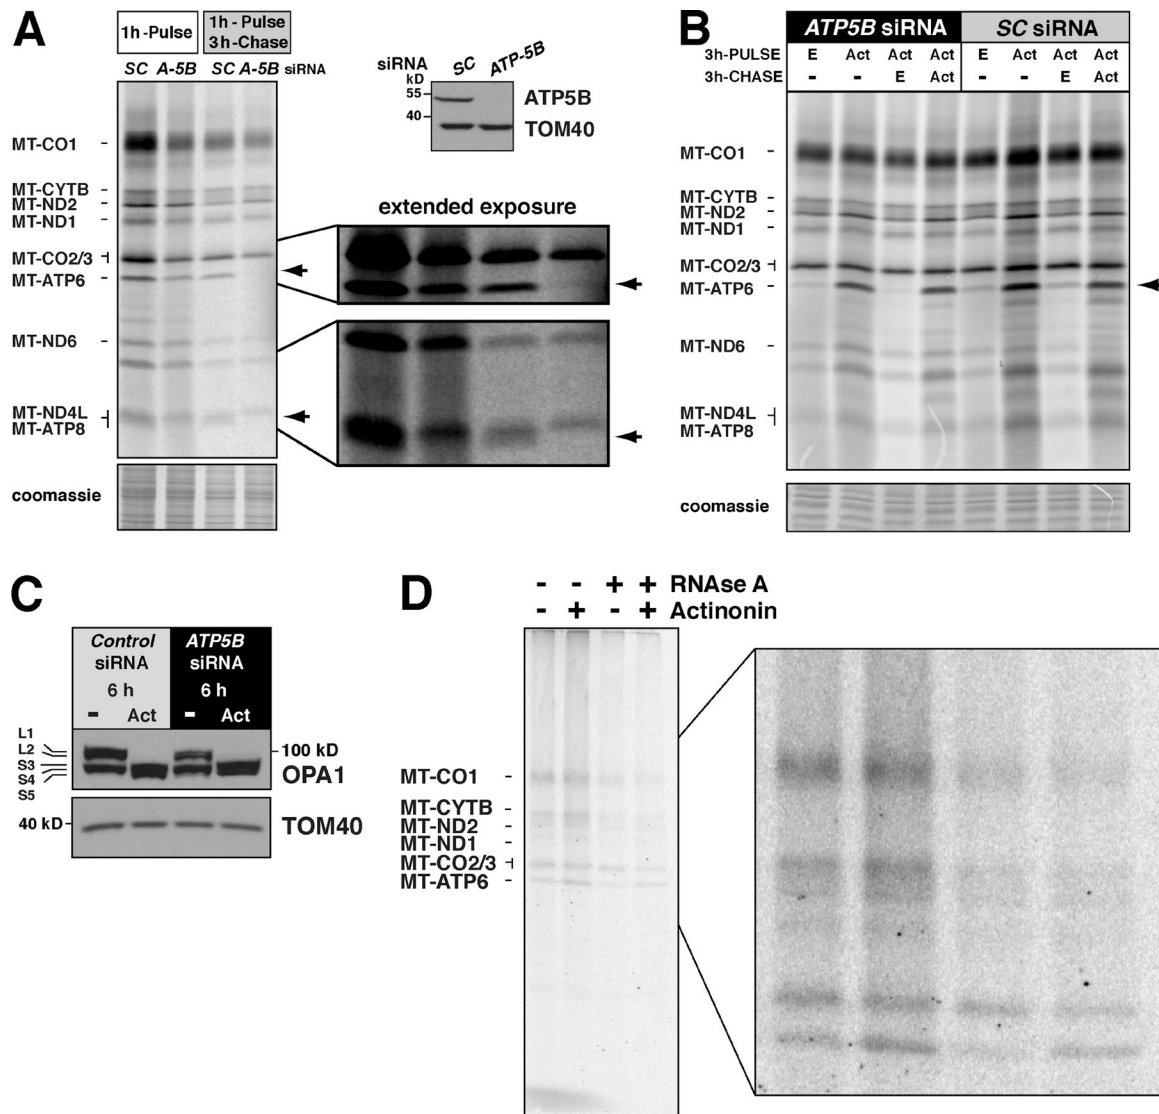 A
1h-Pulse
1h - Pulse
3h-Chase
SC A-5B SC A-5B siRNA
MT-CO1
MT-CYTB
MT-ND2
MT-ND1
MT-CO2/3
MT-ATP6
MT-ND6
MT-ND4L
MT-ATP8
coomassie
siRNA SC ATP-5B
kD
55
40
ATP5B
TOM40
extended exposure
B
ATP5B siRNA SC siRNA
3h-PULSE E Act Act Act E Act Act Act
3h-CHASE - - E Act - - E Act
MT-CO1
MT-CYTB
MT-ND2
MT-ND1
MT-CO2/3
MT-ATP6
MT-ND6
MT-ND4L
MT-ATP8
coomassie
C
Control ATP5B
siRNA siRNA
6 h 6 h
- Act - Act
L1
L2
S3
S4
S5
100 kD
OPA1
40 kD
TOM40
D
- - + + RNAse A
- + - + Actinonin
MT-CO1
MT-CYTB
MT-ND2
MT-ND1
MT-CO2/3
MT-ATP6